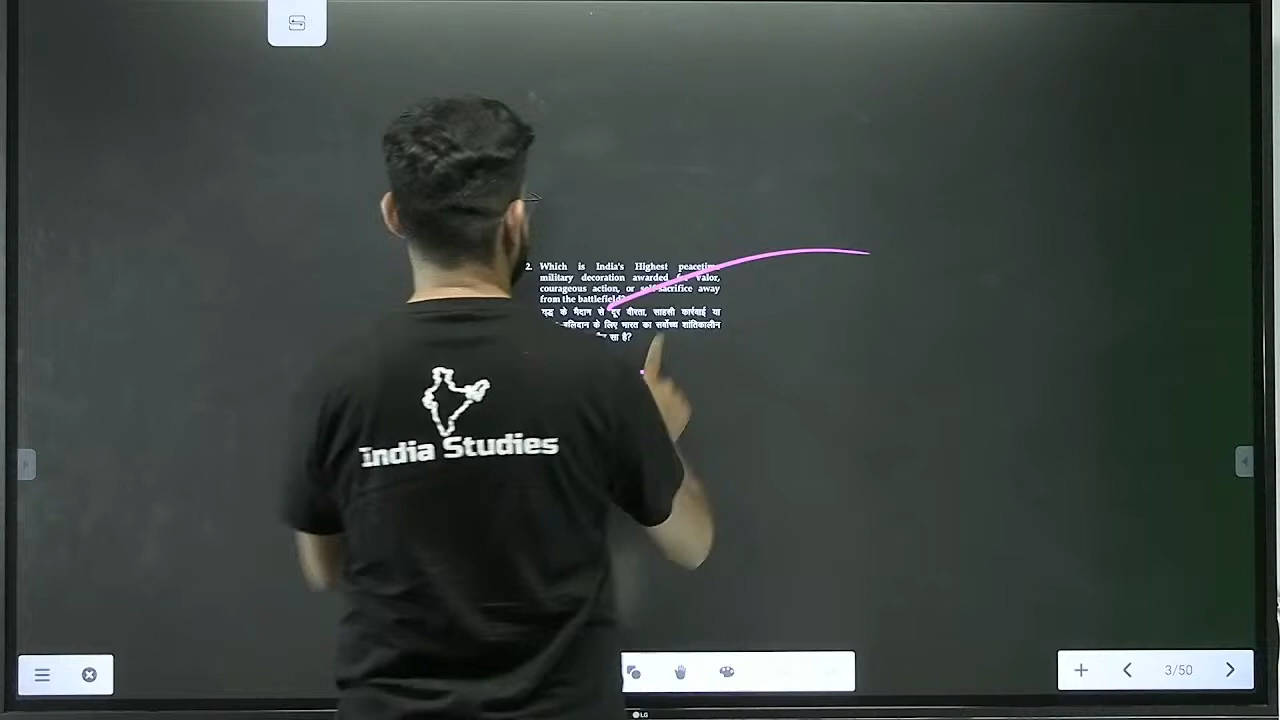 2. Which is India's Highest peacetime
military decoration awarded for valor,
courageous action, or self-sacrifice away
from the battlefield?
के मैदान से दूर वीरता, साहसी कार्रवाई या
बलिदान के लिए भारत का सर्वोच्च शांतिकालीन
सा है?
India Studies
3/50
LG